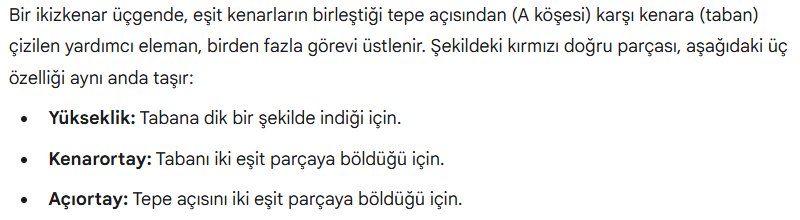 Bir ikizkenar üçgende, eşit kenarların birleştiği tepe açısından (A köşesi) karşı kenara (taban)
çizilen yardımcı eleman, birden fazla görevi üstlenir. Şekildeki kırmızı doğru parçası, aşağıdaki üç
özelliği aynı anda taşır:
• Yükseklik: Tabana dik bir şekilde indiği için.
• Kenarortay: Tabanı iki eşit parçaya böldüğü için.
• Açıortay: Tepe açısını iki eşit parçaya böldüğü için.